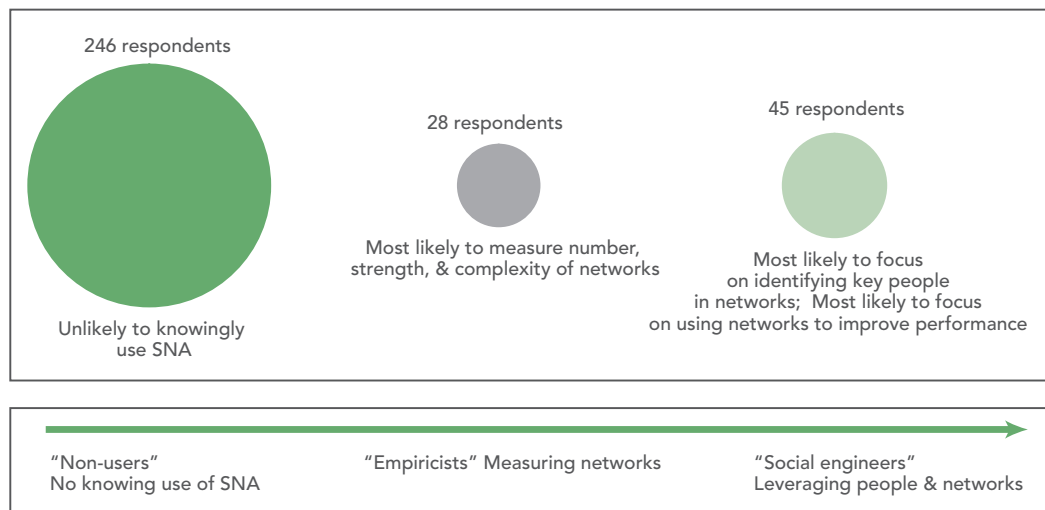 246 respondents
Unlikely to knowingly
use SNA
28 respondents
Most likely to measure number,
strength, & complexity of networks
45 respondents
Most likely to focus
on identifying key people
in networks;  Most likely to focus
on using networks to improve performance
“Non-users”
No knowing use of SNA
“Empiricists” Measuring networks
“Social engineers”
Leveraging people & networks